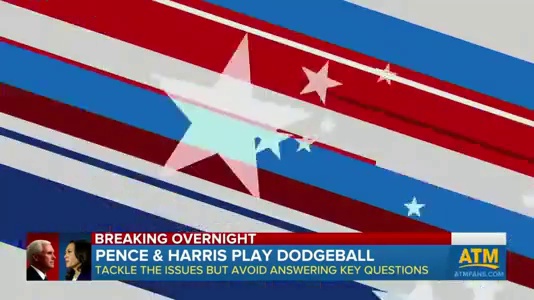 BREAKING OVERNIGHT
PENCE & HARRIS PLAY DODGEBALL
TACKLE THE ISSUES BUT AVOID ANSWERING KEY QUESTIONS
ATM
ATMFANS.COM